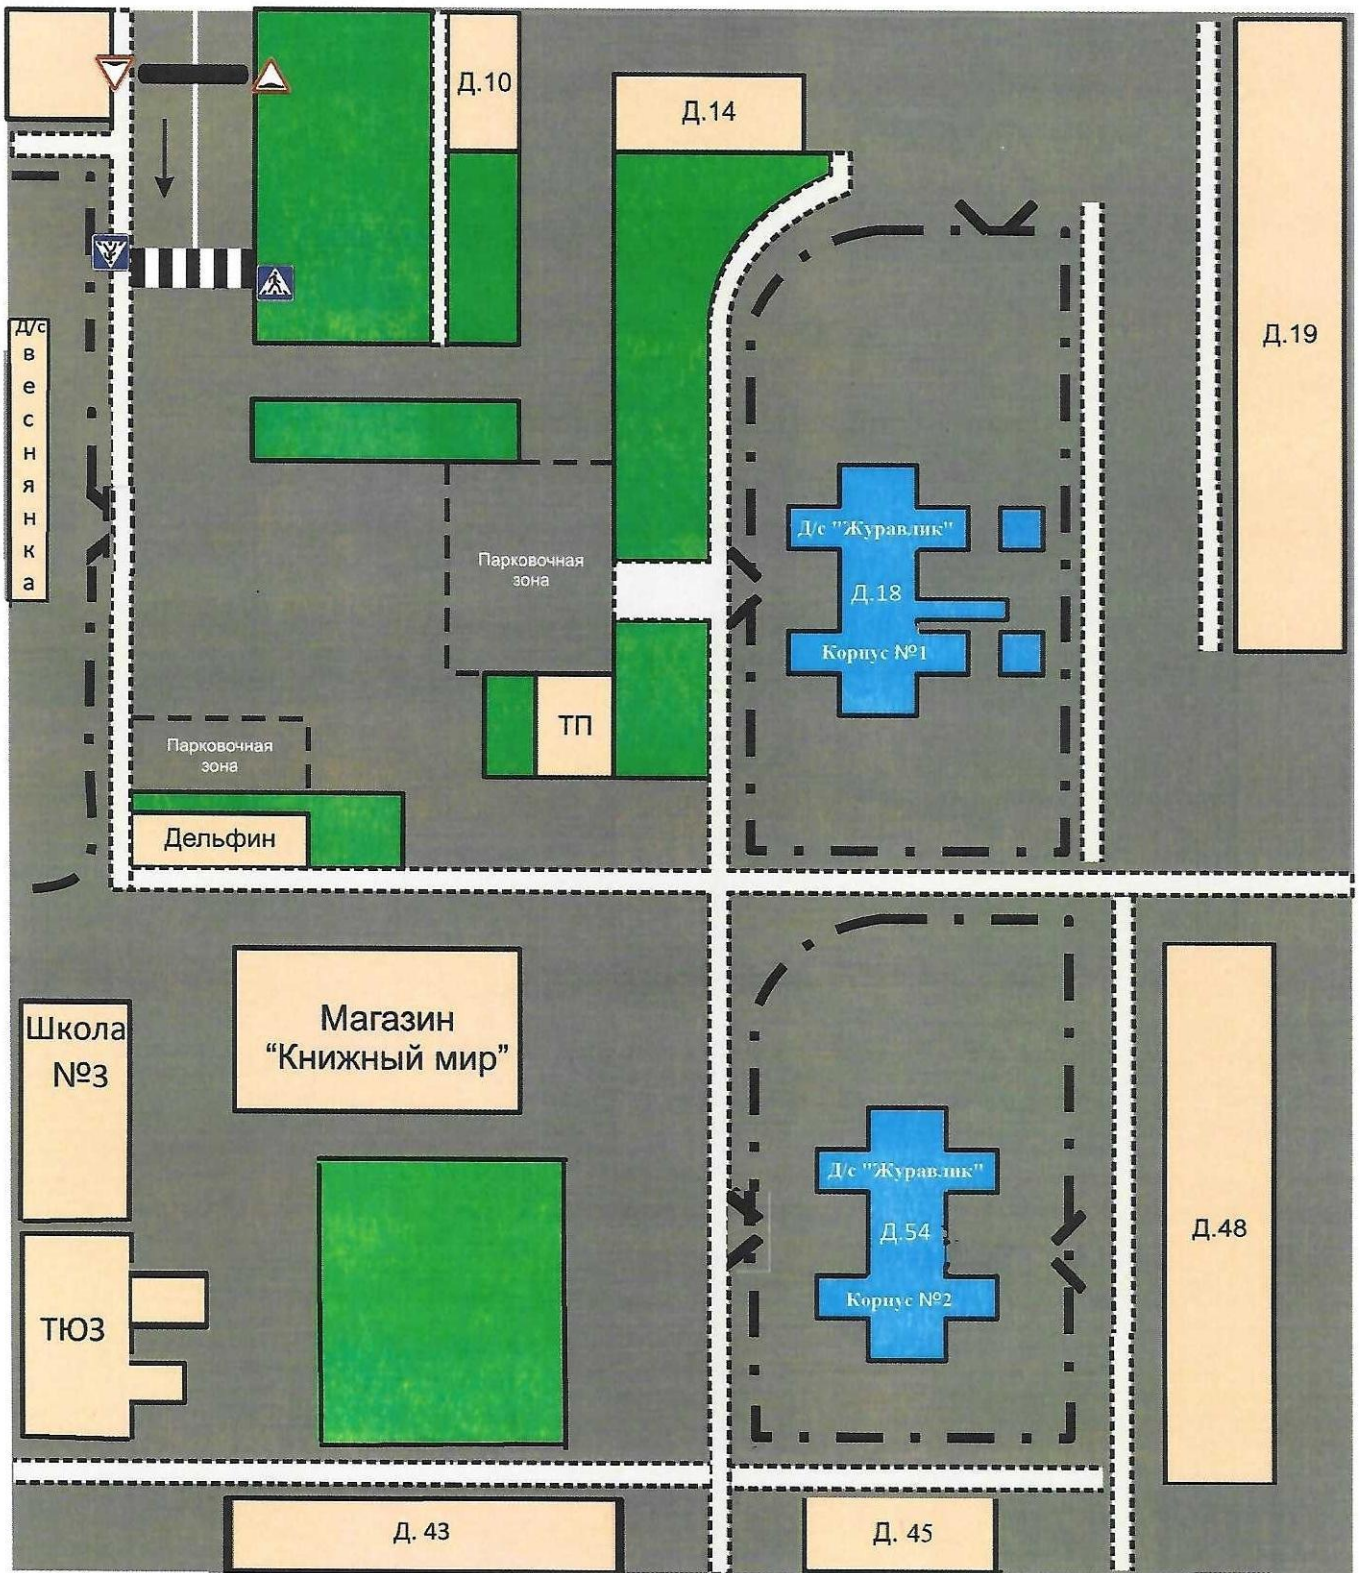 Д.10
Д.14
Д.19
Д/с
в
е
с
н
я
н
к
а
Д/с "Журавлик"
Д.18
Корпус №1
Парковочная
зона
ТП
Парковочная
зона
Дельфин
Школа
№3
Магазин
“Книжный мир”
Д/с "Журавлик"
Д.54
Корпус №2
Д.48
ТЮЗ
Д. 43
Д. 45